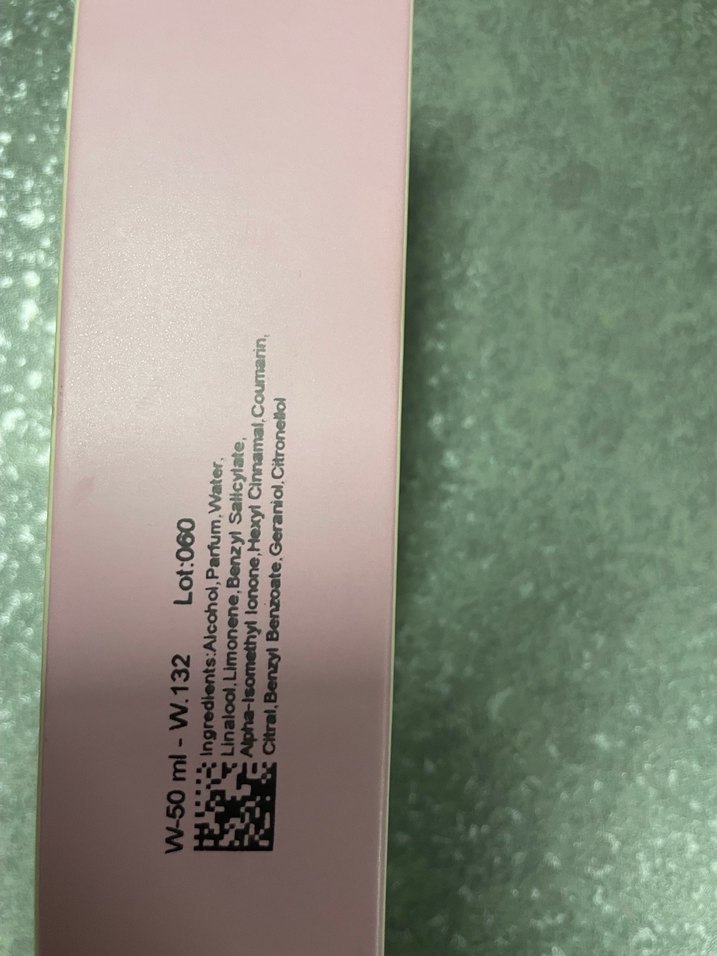 W-50 ml - W.132 Lot:060
Ingredients:Alcohol,Parfum,Water,
Linalool,Limonene,Benzyl Salicylate,
Alpha-Isomethyl Ionone,Hexyl Cinnamal,Coumarin,
Citral,Benzyl Benzoate,Geraniol,Citronellol